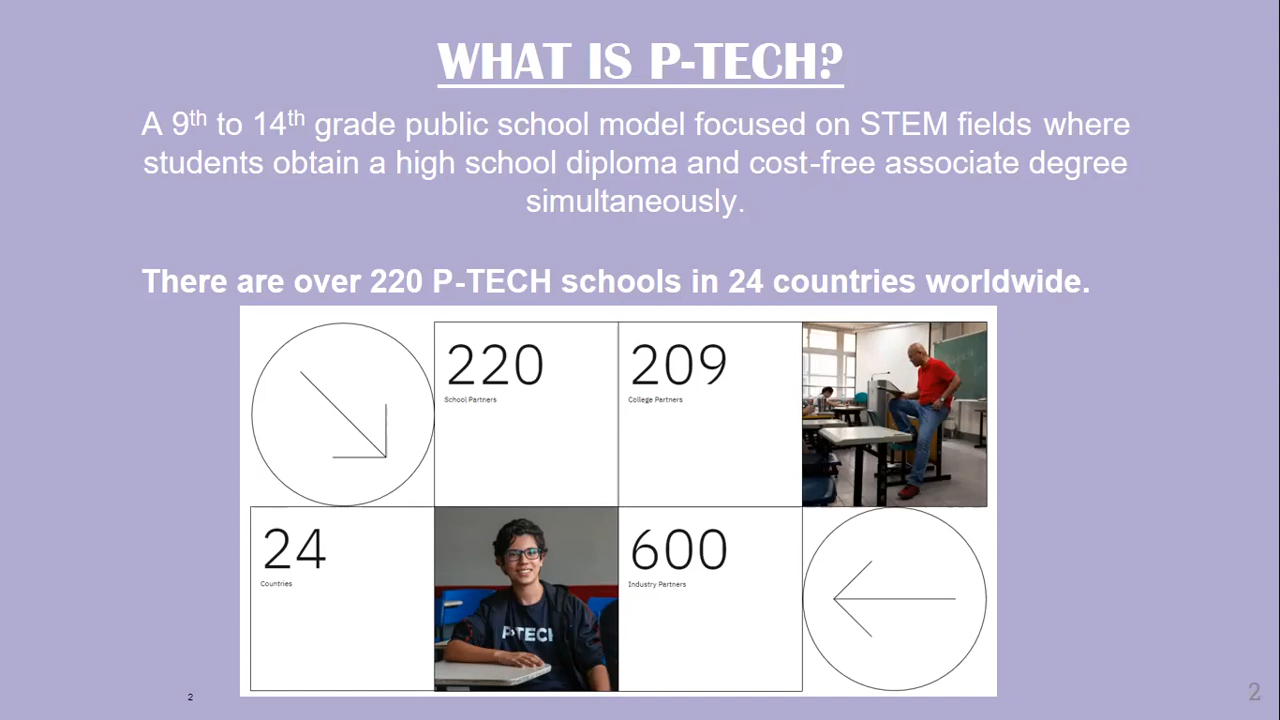 WHAT IS P-TECH?
A 9th to 14th grade public school model focused on STEM fields where
students obtain a high school diploma and cost-free associate degree
simultaneously.
There are over 220 P-TECH schools in 24 countries worldwide.
220
School Partners
209
College Partners
24
Countries
P-TECH
600
Industry Partners
2
2